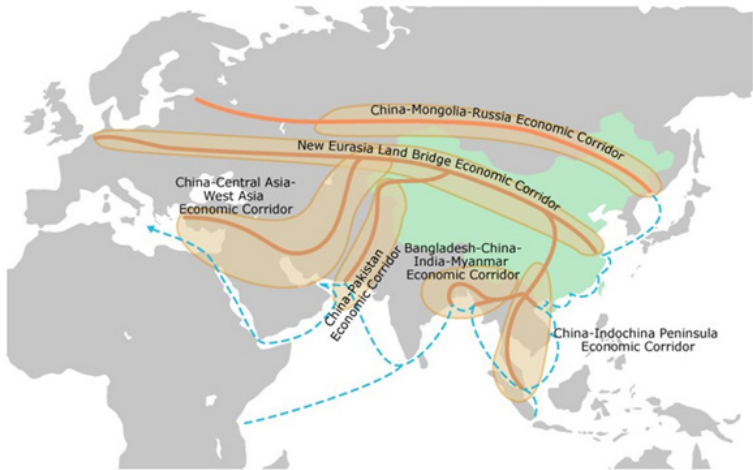 China-Mongolia-Russia Economic Corridor
New Eurasia Land Bridge Economic Corridor
China-Central Asia-
West Asia
Economic Corridor
China-Pakistan
Economic Corridor
Bangladesh-China-
India-Myanmar
Economic Corridor
China-Indochina Peninsula
Economic Corridor